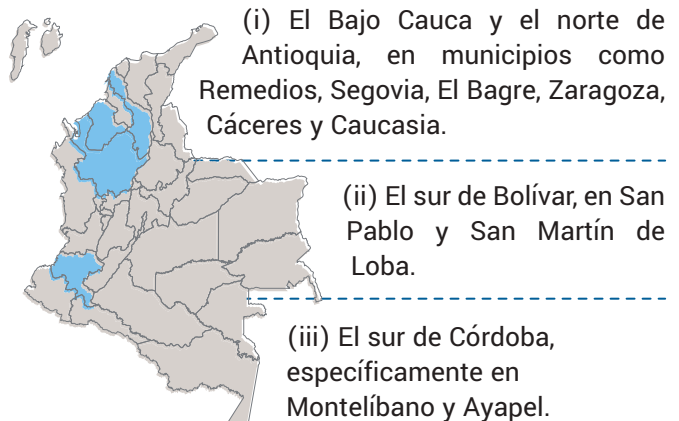 (i) El Bajo Cauca y el norte de
Antioquia, en municipios como
Remedios, Segovia, El Bagre, Zaragoza,
Cáceres y Caucasia.
(ii) El sur de Bolívar, en San
Pablo y San Martín de
Loba.
(iii) El sur de Córdoba,
específicamente en
Montelíbano y Ayapel.